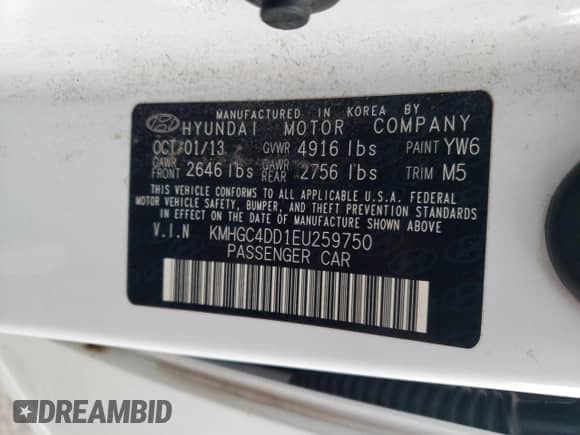 MANUFACTURED IN KOREA BY
HYUNDAI MOTOR COMPANY
OCT/01/13 GVWR 4916 lbs PAINT YW6
GAWR FRONT 2646 lbs GAWR REAR 2756 lbs TRIM M5
THIS VEHICLE CONFORMS TO ALL APPLICABLE U.S.A. FEDERAL
MOTOR VEHICLE SAFETY, BUMPER, AND THEFT PREVENTION STANDARDS
IN EFFECT ON THE DATE OF MANUFACTURE SHOWN ABOVE.
V.I.N KMHGC4DD1EU259750
PASSENGER CAR
DREAMBID